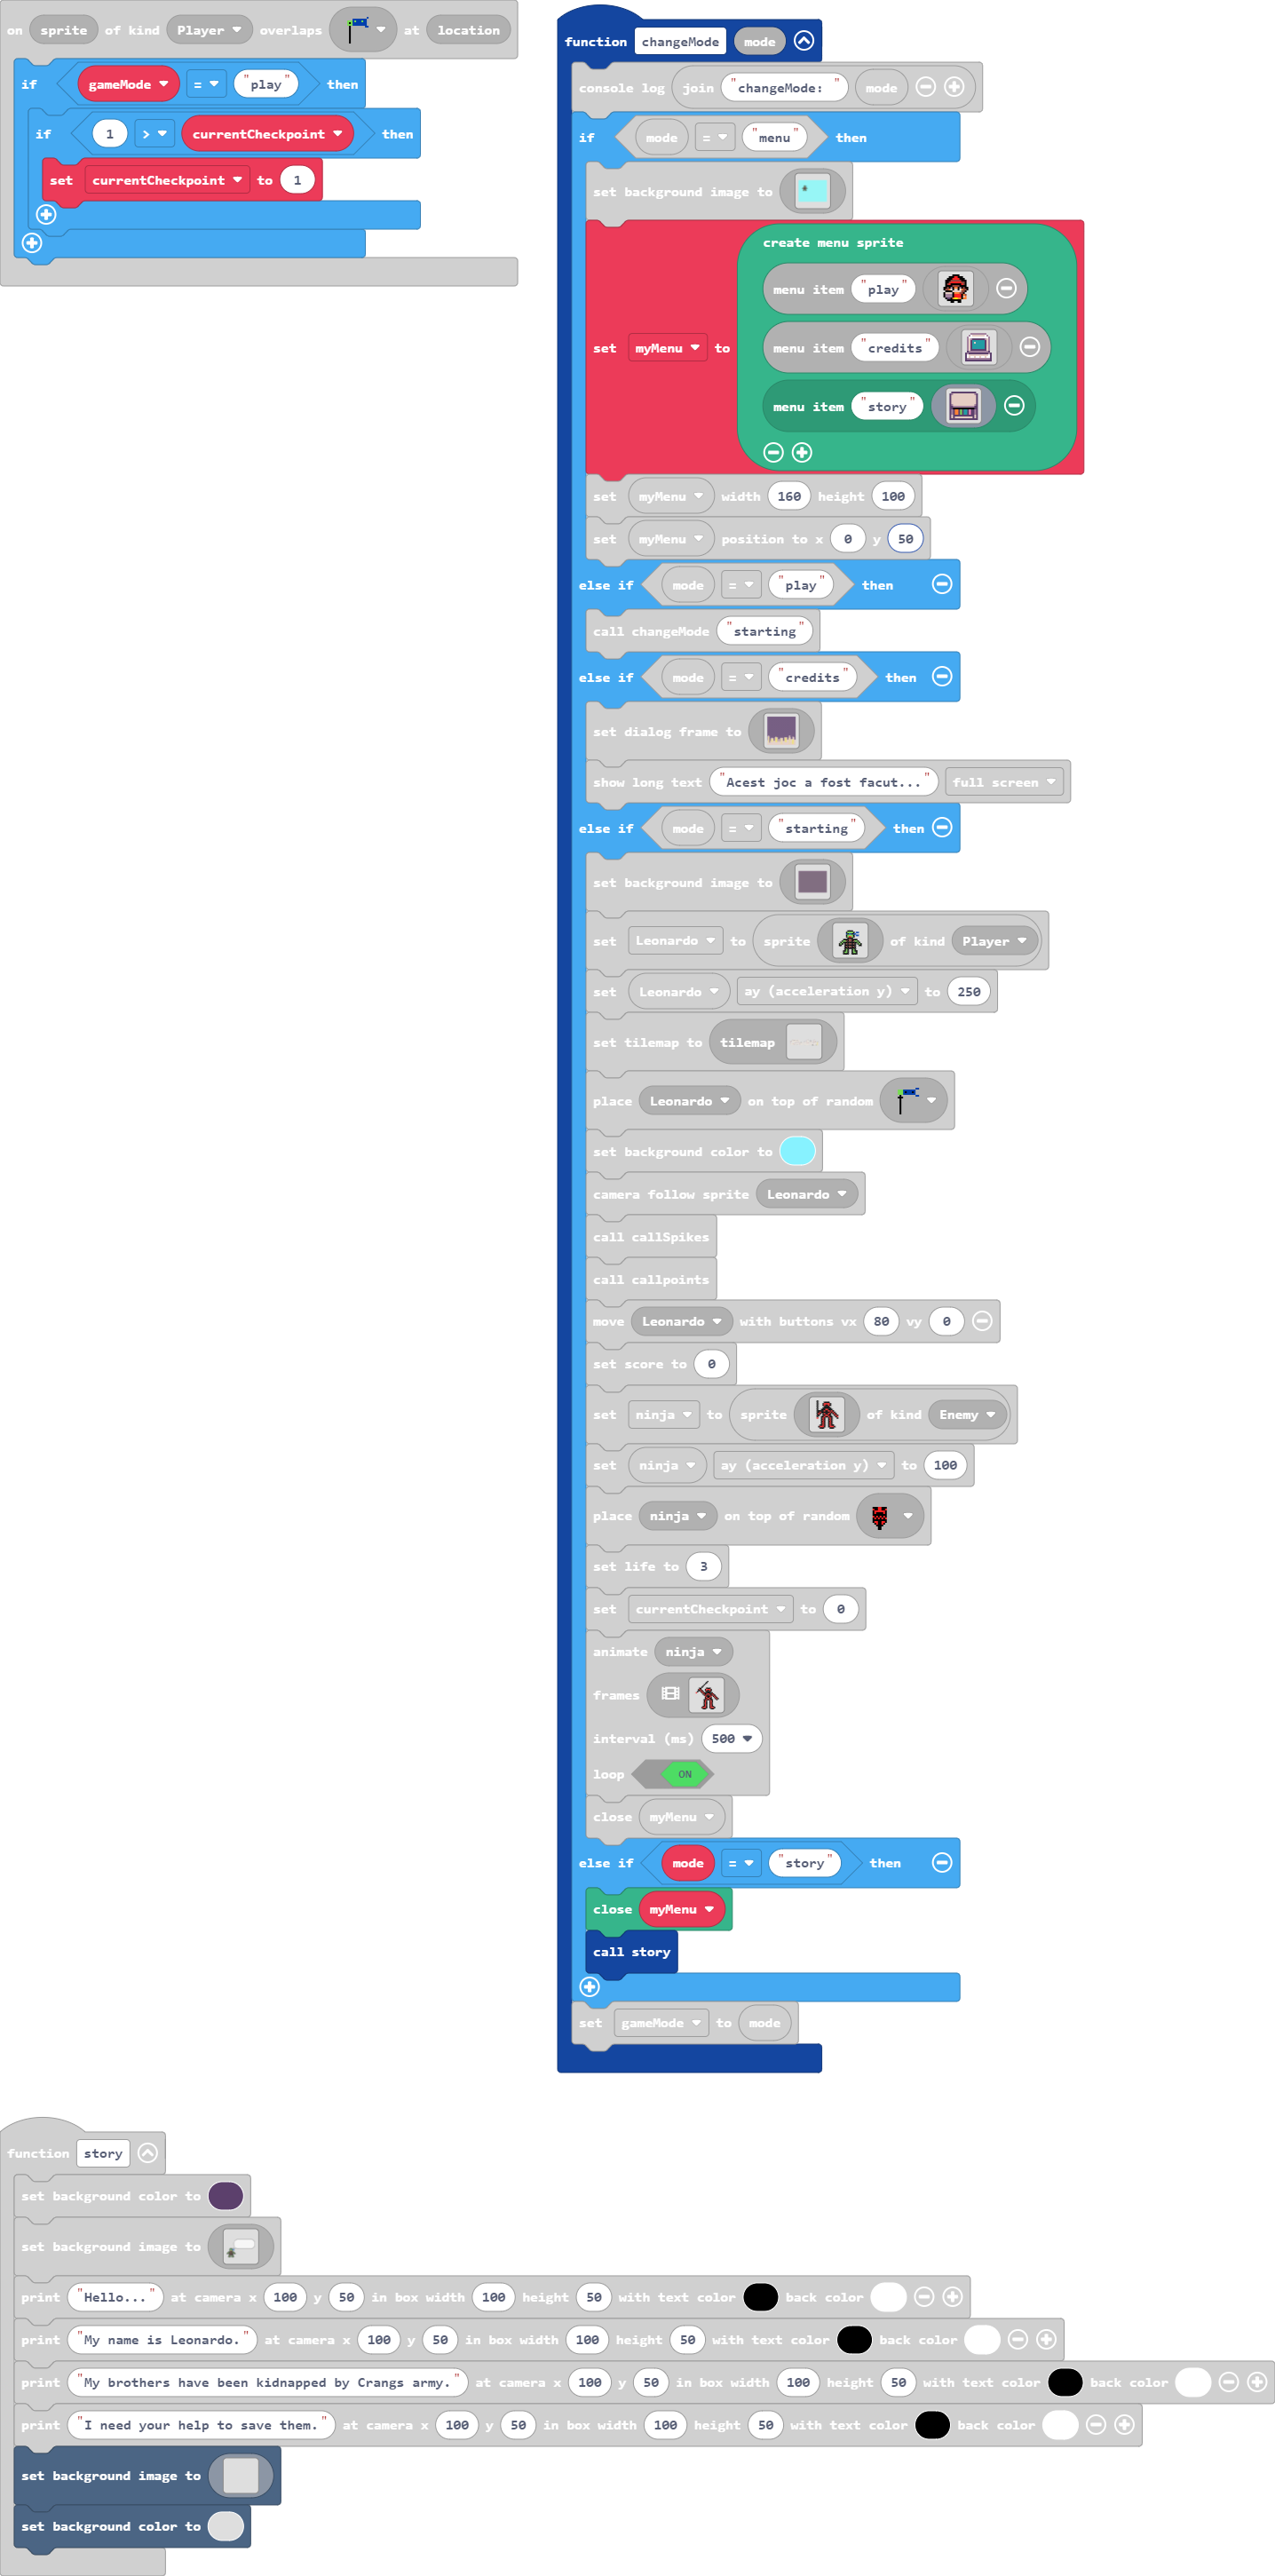 on sprite of kind Player overlaps at location
if gameMode = "play" then
if 1 > currentCheckpoint then
set currentCheckpoint to 1
function changeMode mode
console log join "changeMode: " mode
if mode = "menu" then
set background image to
create menu sprite
menu item "play"
menu item "credits"
set myMenu to
menu item "story"
set myMenu width 160 height 100
set myMenu position to x 0 y 50
else if mode = "play" then
call changeMode "starting"
else if mode = "credits" then
set dialog frame to
show long text "Acest joc a fost facut..." full screen
else if mode = "starting" then
set background image to
set Leonardo to sprite of kind Player
set Leonardo ay (acceleration y) to 250
set tilemap to tilemap
place Leonardo on top of random
set background color to
camera follow sprite Leonardo
call callSpikes
call callpoints
move Leonardo with buttons vx 80 vy 0
set score to 0
set ninja to sprite of kind Enemy
set ninja ay (acceleration y) to 100
place ninja on top of random
set life to 3
set currentCheckpoint to 0
animate ninja
frames
interval (ms) 500
loop ON
close myMenu
else if mode = "story" then
close myMenu
call story
set gameMode to mode
function story
set background color to
set background image to
print "Hello..." at camera x 100 y 50 in box width 100 height 50 with text color back color
print "My name is Leonardo." at camera x 100 y 50 in box width 100 height 50 with text color back color
print "My brothers have been kidnapped by Crangs army." at camera x 100 y 50 in box width 100 height 50 with text color back color
print "I need your help to save them." at camera x 100 y 50 in box width 100 height 50 with text color back color
set background image to
set background color to